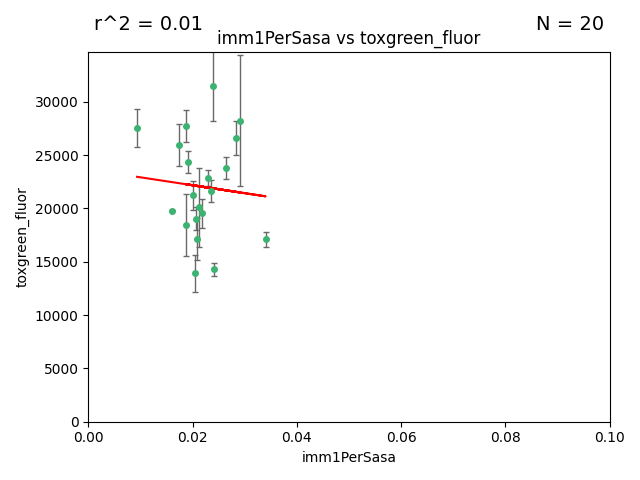 r^2 = 0.01
N = 20
imm1PerSasa vs toxgreen_fluor
30000
25000
20000
15000
10000
5000
0
toxgreen_fluor
0.00 0.02 0.04 0.06 0.08 0.10
imm1PerSasa